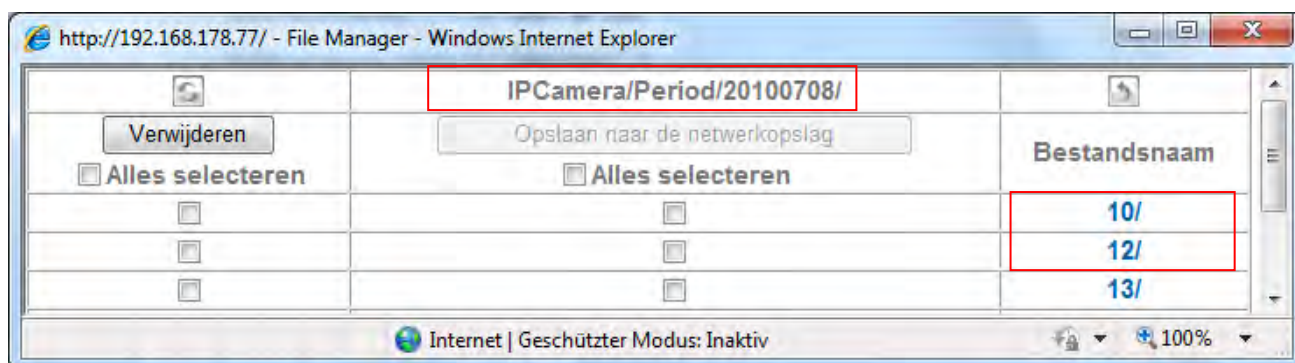 http://192.168.178.77/ - File Manager - Windows Internet Explorer
IPCamera/Period/20100708/
Verwijderen
Opslaan naar de netwerkopslag
Bestandsnaam
Alles selecteren
Alles selecteren
10/
12/
13/
Internet | Geschützter Modus: Inaktiv
100%